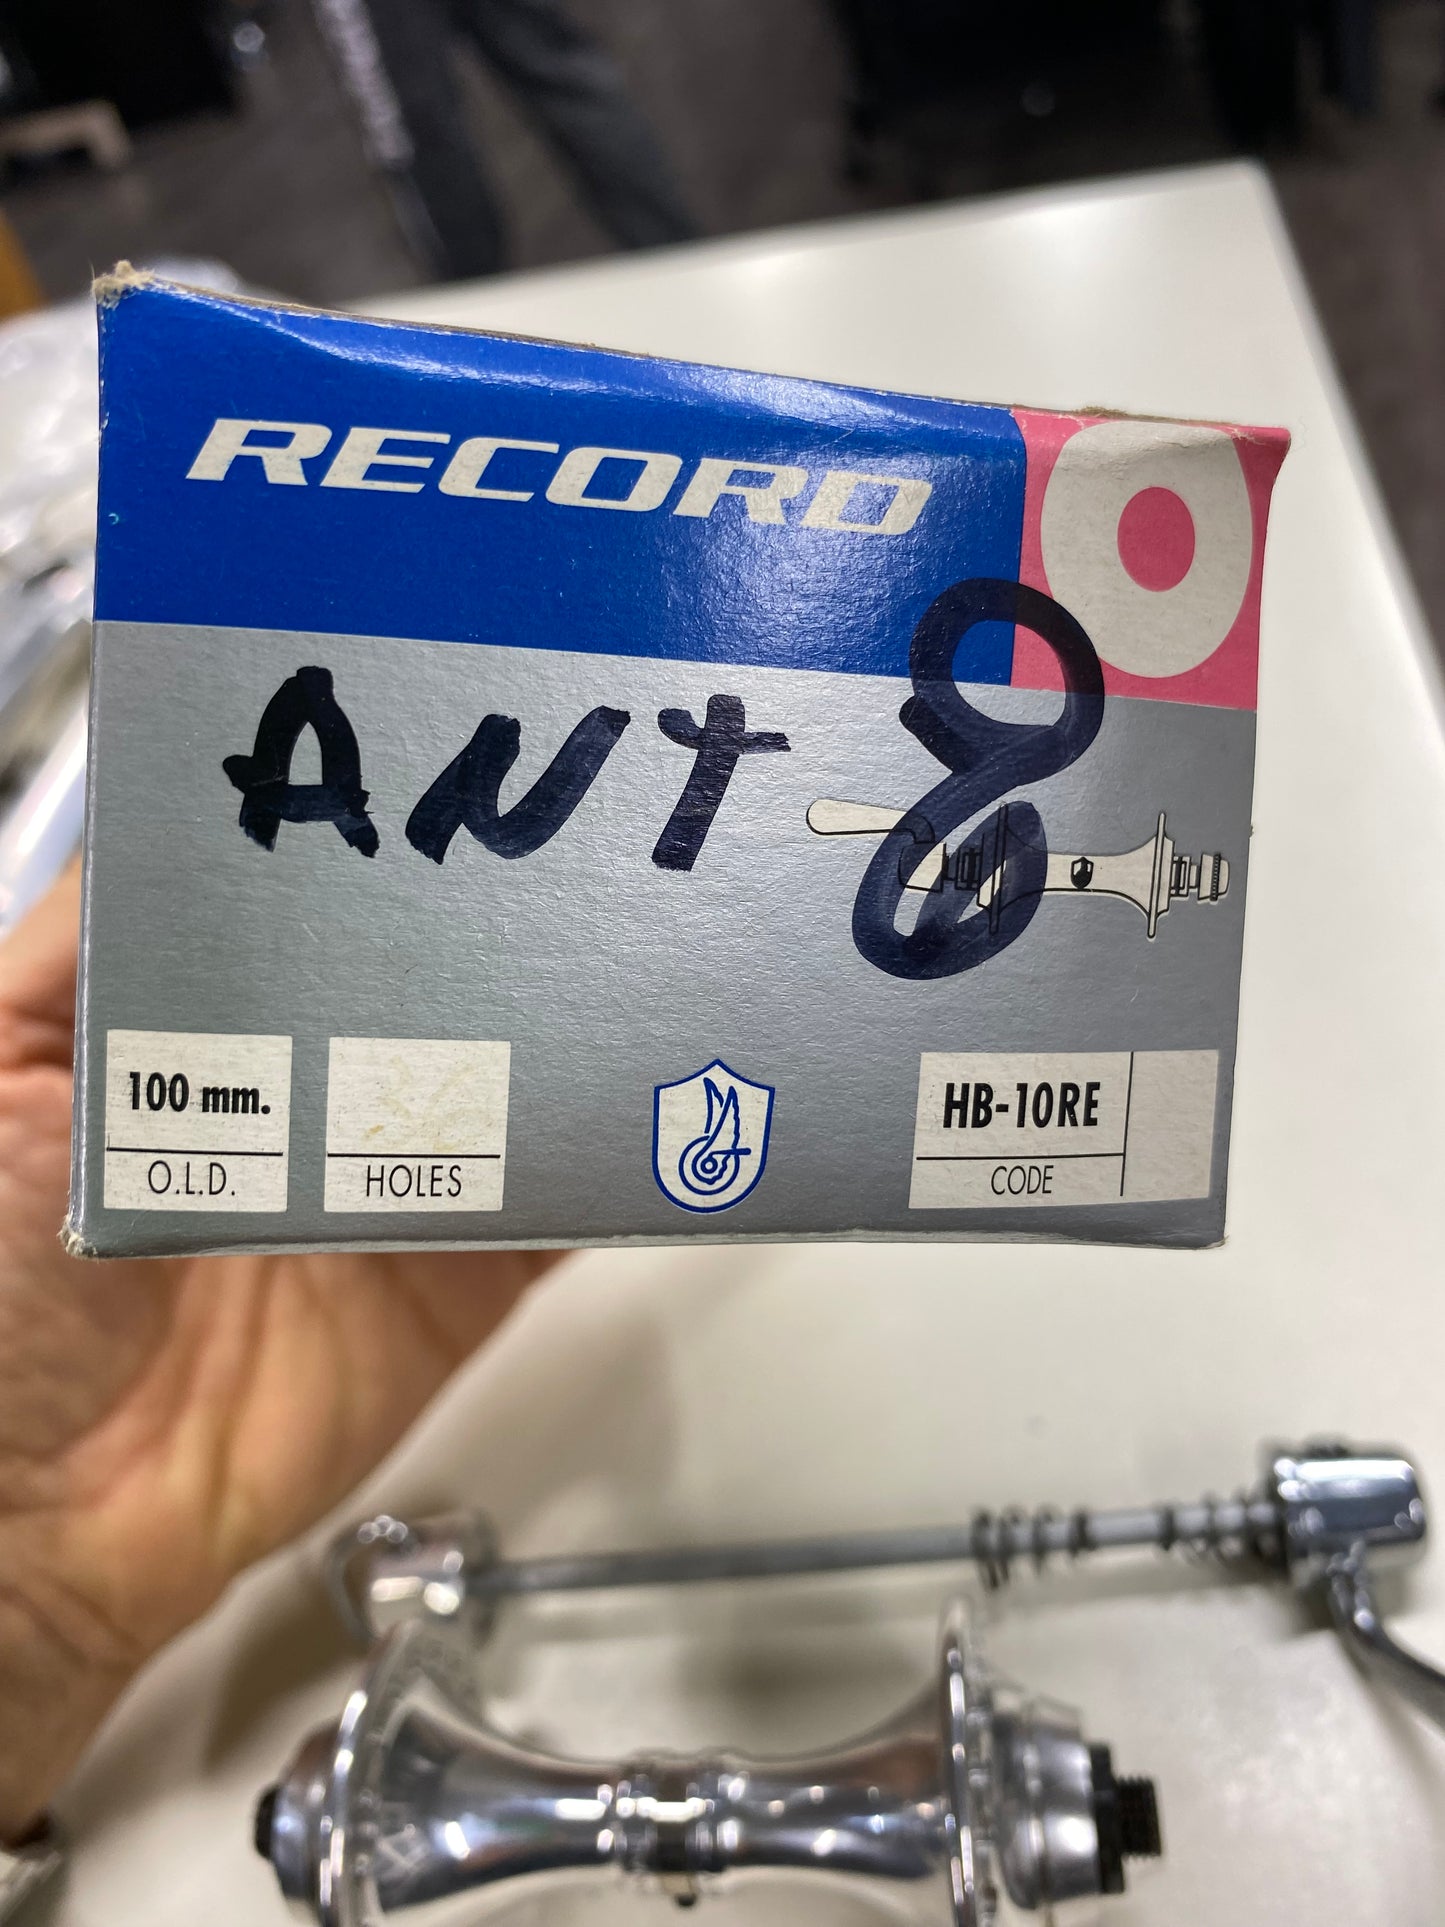 RECORD
ANT 8
100 mm.
O.L.D.
HOLES
HB-10RE
CODE